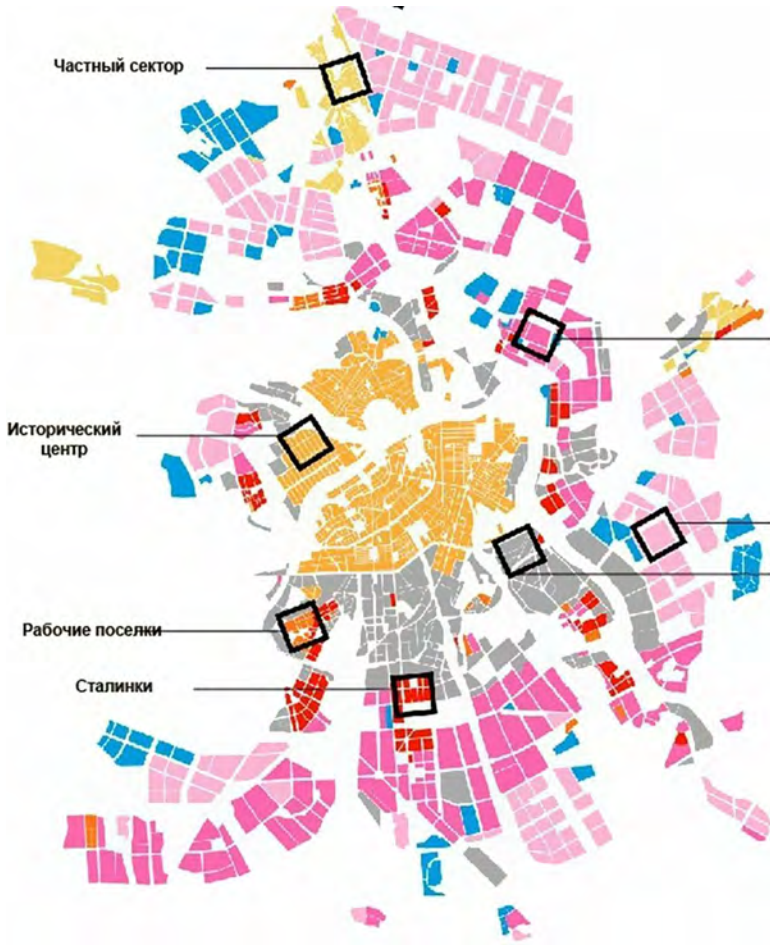 Частный сектор
Исторический
центр
Рабочие поселки
Сталинки